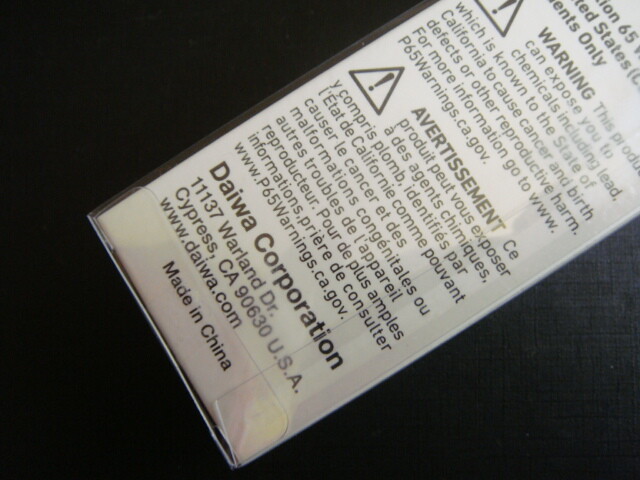 ion 65
ted States
ents Only
WARNING This produ
can expose you to
chemicals including lead,
which is known to the State of
California to cause cancer and birth
defects or other reproductive harm.
For more information go to www.
P65Warnings.ca.gov.
AVERTISSEMENT Ce
produit peut vous exposer
à des agents chimiques,
y compris plomb, identifiés par
l'État de Californie comme pouvant
causer le cancer et des
malformations congénitales ou
autres troubles de l'appareil
reproducteur. Pour de plus amples
informations, prière de consulter
www.P65Warnings.ca.gov.
Daiwa Corporation
11137 Warland Dr.
Cypress, CA 90630 U.S.A.
www.daiwa.com
Made in China